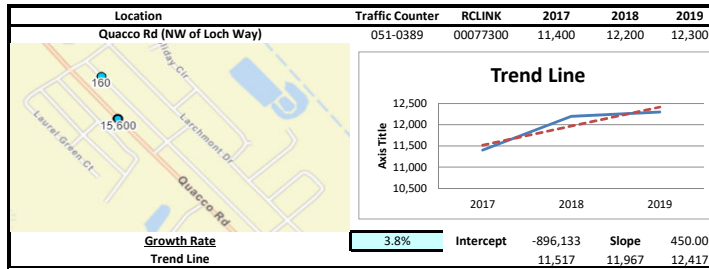 Location Traffic Counter RCLINK 2017 2018 2019
Quacco Rd (NW of Loch Way) 051-0389 00077300 11,400 12,200 12,300
Cir
160
15,600
Laurel Green Ct
Larchmont Dr
Quacco Rd
Trend Line
Axis Title
12,500
12,000
11,500
11,000
10,500
2017 2018 2019
Growth Rate 3.8% Intercept -896,133 Slope 450.00
Trend Line 11,517 11,967 12,417